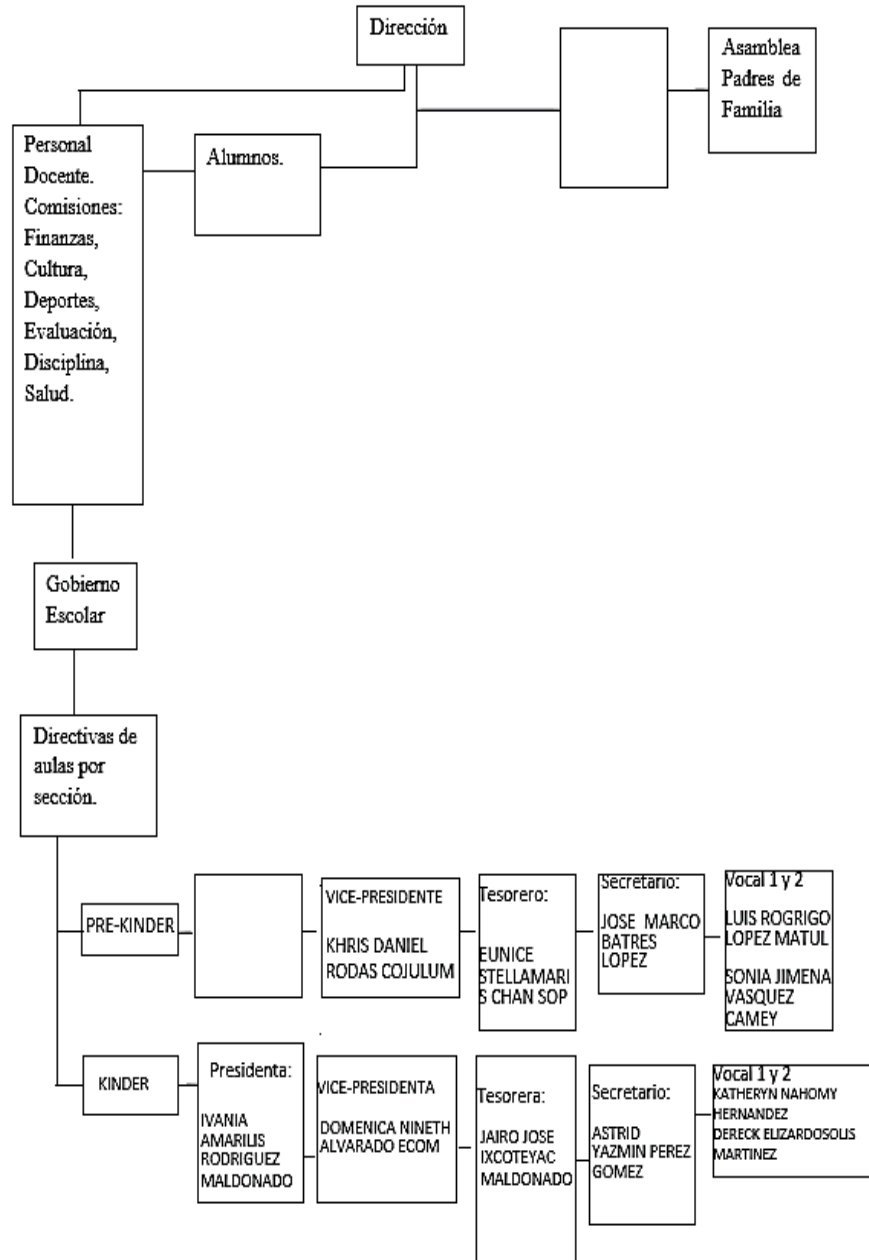 Dirección
Asamblea
Padres de
Familia
Personal
Docente.
Comisiones:
Finanzas,
Cultura,
Deportes,
Evaluación,
Disciplina,
Salud.
Alumnos.
Gobierno
Escolar
Directivas de
aulas por
sección.
PRE-KINDER
VICE-PRESIDENTE
KHRIS DANIEL
RODAS COJULUM
Tesorero:
EUNICE
STELLAMARI
S CHAN SOP
Secretario:
JOSE MARCO
BATRES
LOPEZ
Vocal 1 y 2
LUIS ROGRIGO
LOPEZ MATUL
SONIA JIMENA
VASQUEZ
CAMEY
KINDER
Presidenta:
IVANIA
AMARILIS
RODRIGUEZ
MALDONADO
VICE-PRESIDENTA
DOMENICA NINETH
ALVARADO ECOM
Tesorera:
JAIRO JOSE
IXCOTEYAC
MALDONADO
Secretario:
ASTRID
YAZMIN PEREZ
GOMEZ
Vocal 1 y 2
KATHERYN NAHOMY
HERNANDEZ
DERECK ELIZARDOSOLIS
MARTINEZ